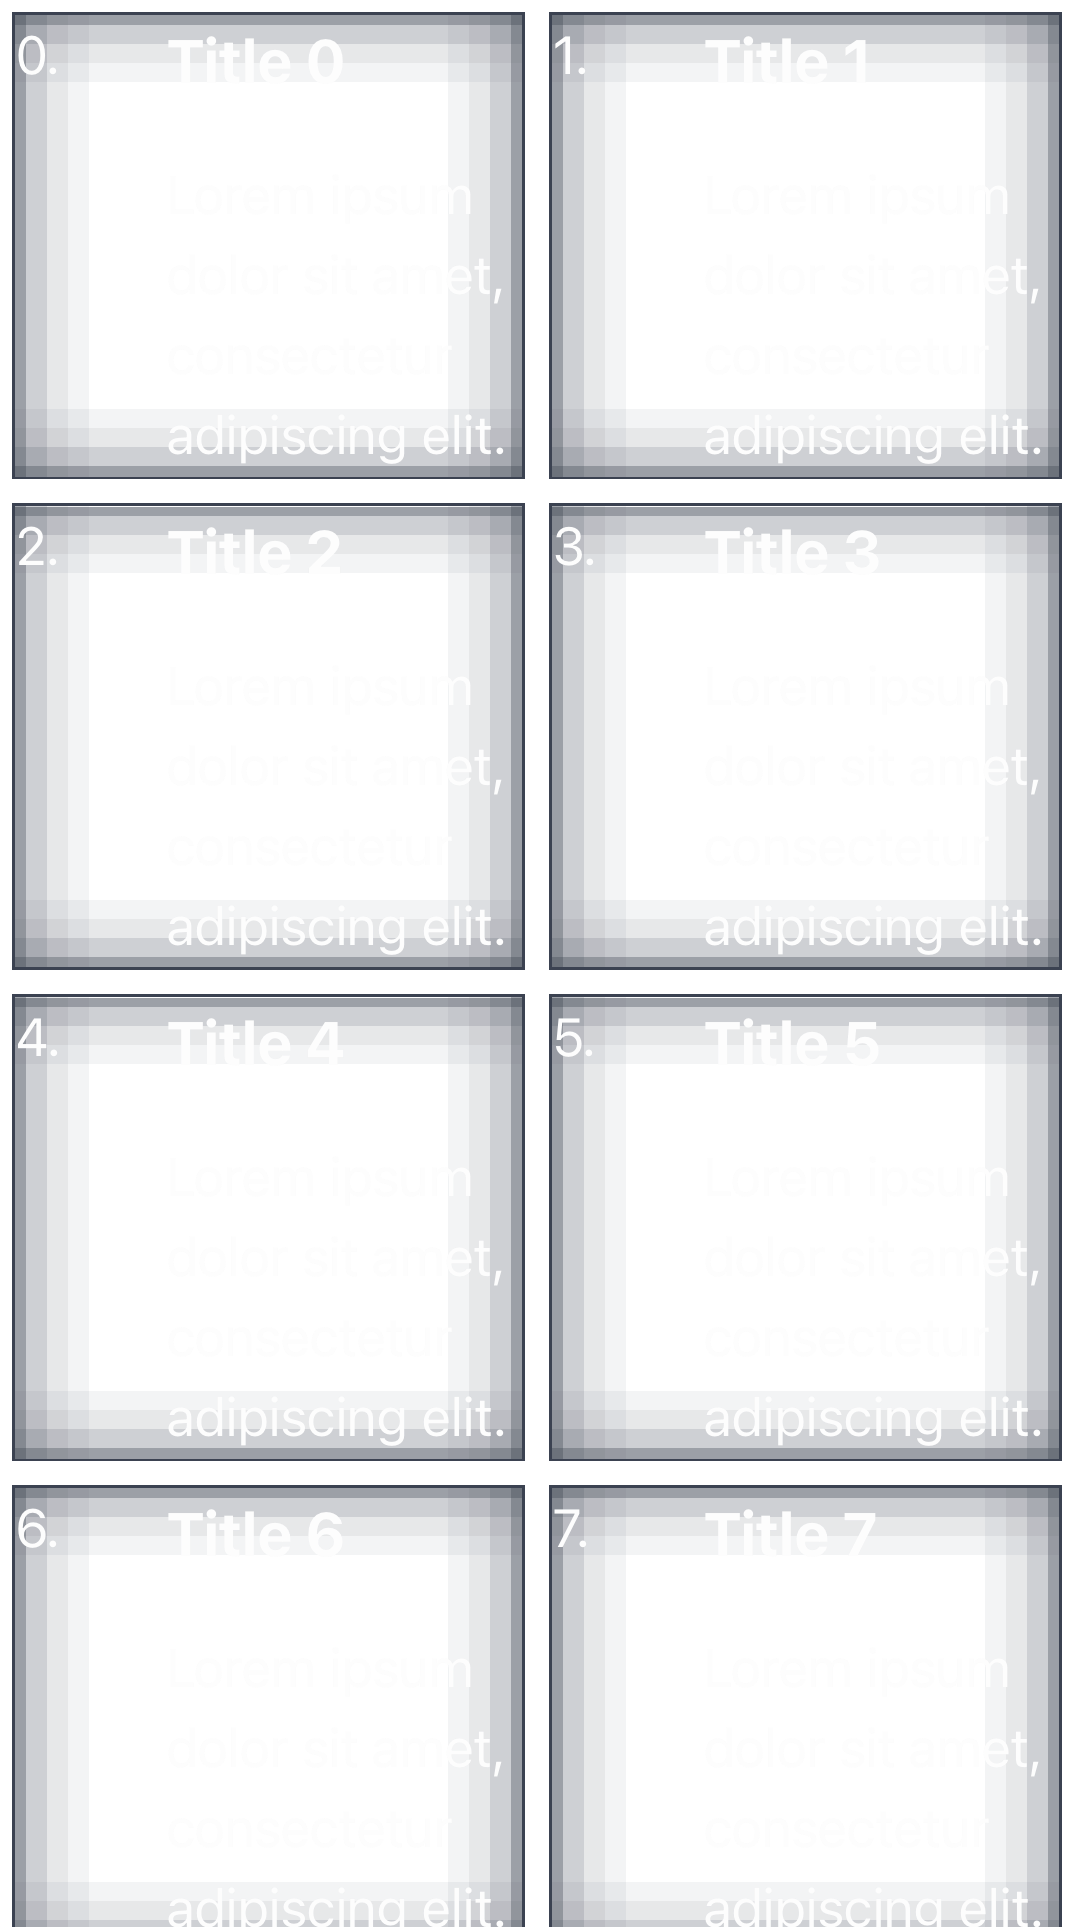 0. Title 0
Lorem ipsum
dolor sit amet,
consectetur
adipiscing elit.
1. Title 1
Lorem ipsum
dolor sit amet,
consectetur
adipiscing elit.
2. Title 2
Lorem ipsum
dolor sit amet,
consectetur
adipiscing elit.
3. Title 3
Lorem ipsum
dolor sit amet,
consectetur
adipiscing elit.
4. Title 4
Lorem ipsum
dolor sit amet,
consectetur
adipiscing elit.
5. Title 5
Lorem ipsum
dolor sit amet,
consectetur
adipiscing elit.
6. Title 6
Lorem ipsum
dolor sit amet,
consectetur
adipiscing elit.
7. Title 7
Lorem ipsum
dolor sit amet,
consectetur
adipiscing elit.